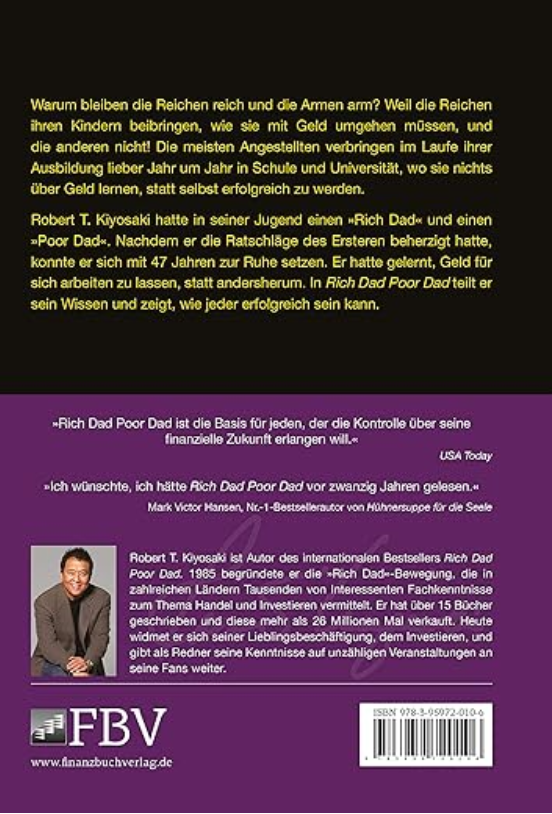 Warum bleiben die Reichen reich und die Armen arm? Weil die Reichen
ihren Kindern beibringen, wie sie mit Geld umgehen müssen, und
die anderen nicht! Die meisten Angestellten verbringen im Laufe ihrer
Ausbildung lieber Jahr um Jahr in Schule und Universität, wo sie nichts
über Geld lernen, statt selbst erfolgreich zu werden.
Robert T. Kiyosaki hatte in seiner Jugend einen »Rich Dad« und einen
»Poor Dad«. Nachdem er die Ratschläge des Ersteren beherzigt hatte,
konnte er sich mit 47 Jahren zur Ruhe setzen. Er hatte gelernt, Geld für
sich arbeiten zu lassen, statt andersherum. In Rich Dad Poor Dad teilt er
sein Wissen und zeigt, wie jeder erfolgreich sein kann.
»Rich Dad Poor Dad ist die Basis für jeden, der die Kontrolle über seine
finanzielle Zukunft erlangen will.«
USA Today
»Ich wünschte, ich hätte Rich Dad Poor Dad vor zwanzig Jahren gelesen.«
Mark Victor Hansen, Nr.-1-Bestsellerautor von Hühnersuppe für die Seele
Robert T. Kiyosaki ist Autor des internationalen Bestsellers Rich Dad
Poor Dad. 1985 begründete er die »Rich Dad«-Bewegung, die in
zahlreichen Ländern Tausenden von Interessenten Fachkenntnisse
zum Thema Handel und Investieren vermittelt. Er hat über 15 Bücher
geschrieben und diese mehr als 26 Millionen Mal verkauft. Heute
widmet er sich seiner Lieblingsbeschäftigung, dem Investieren, und
gibt als Redner seine Kenntnisse auf unzähligen Veranstaltungen an
seine Fans weiter.
FBV
www.finanzbuchverlag.de
ISBN 978-3-95972-010-6